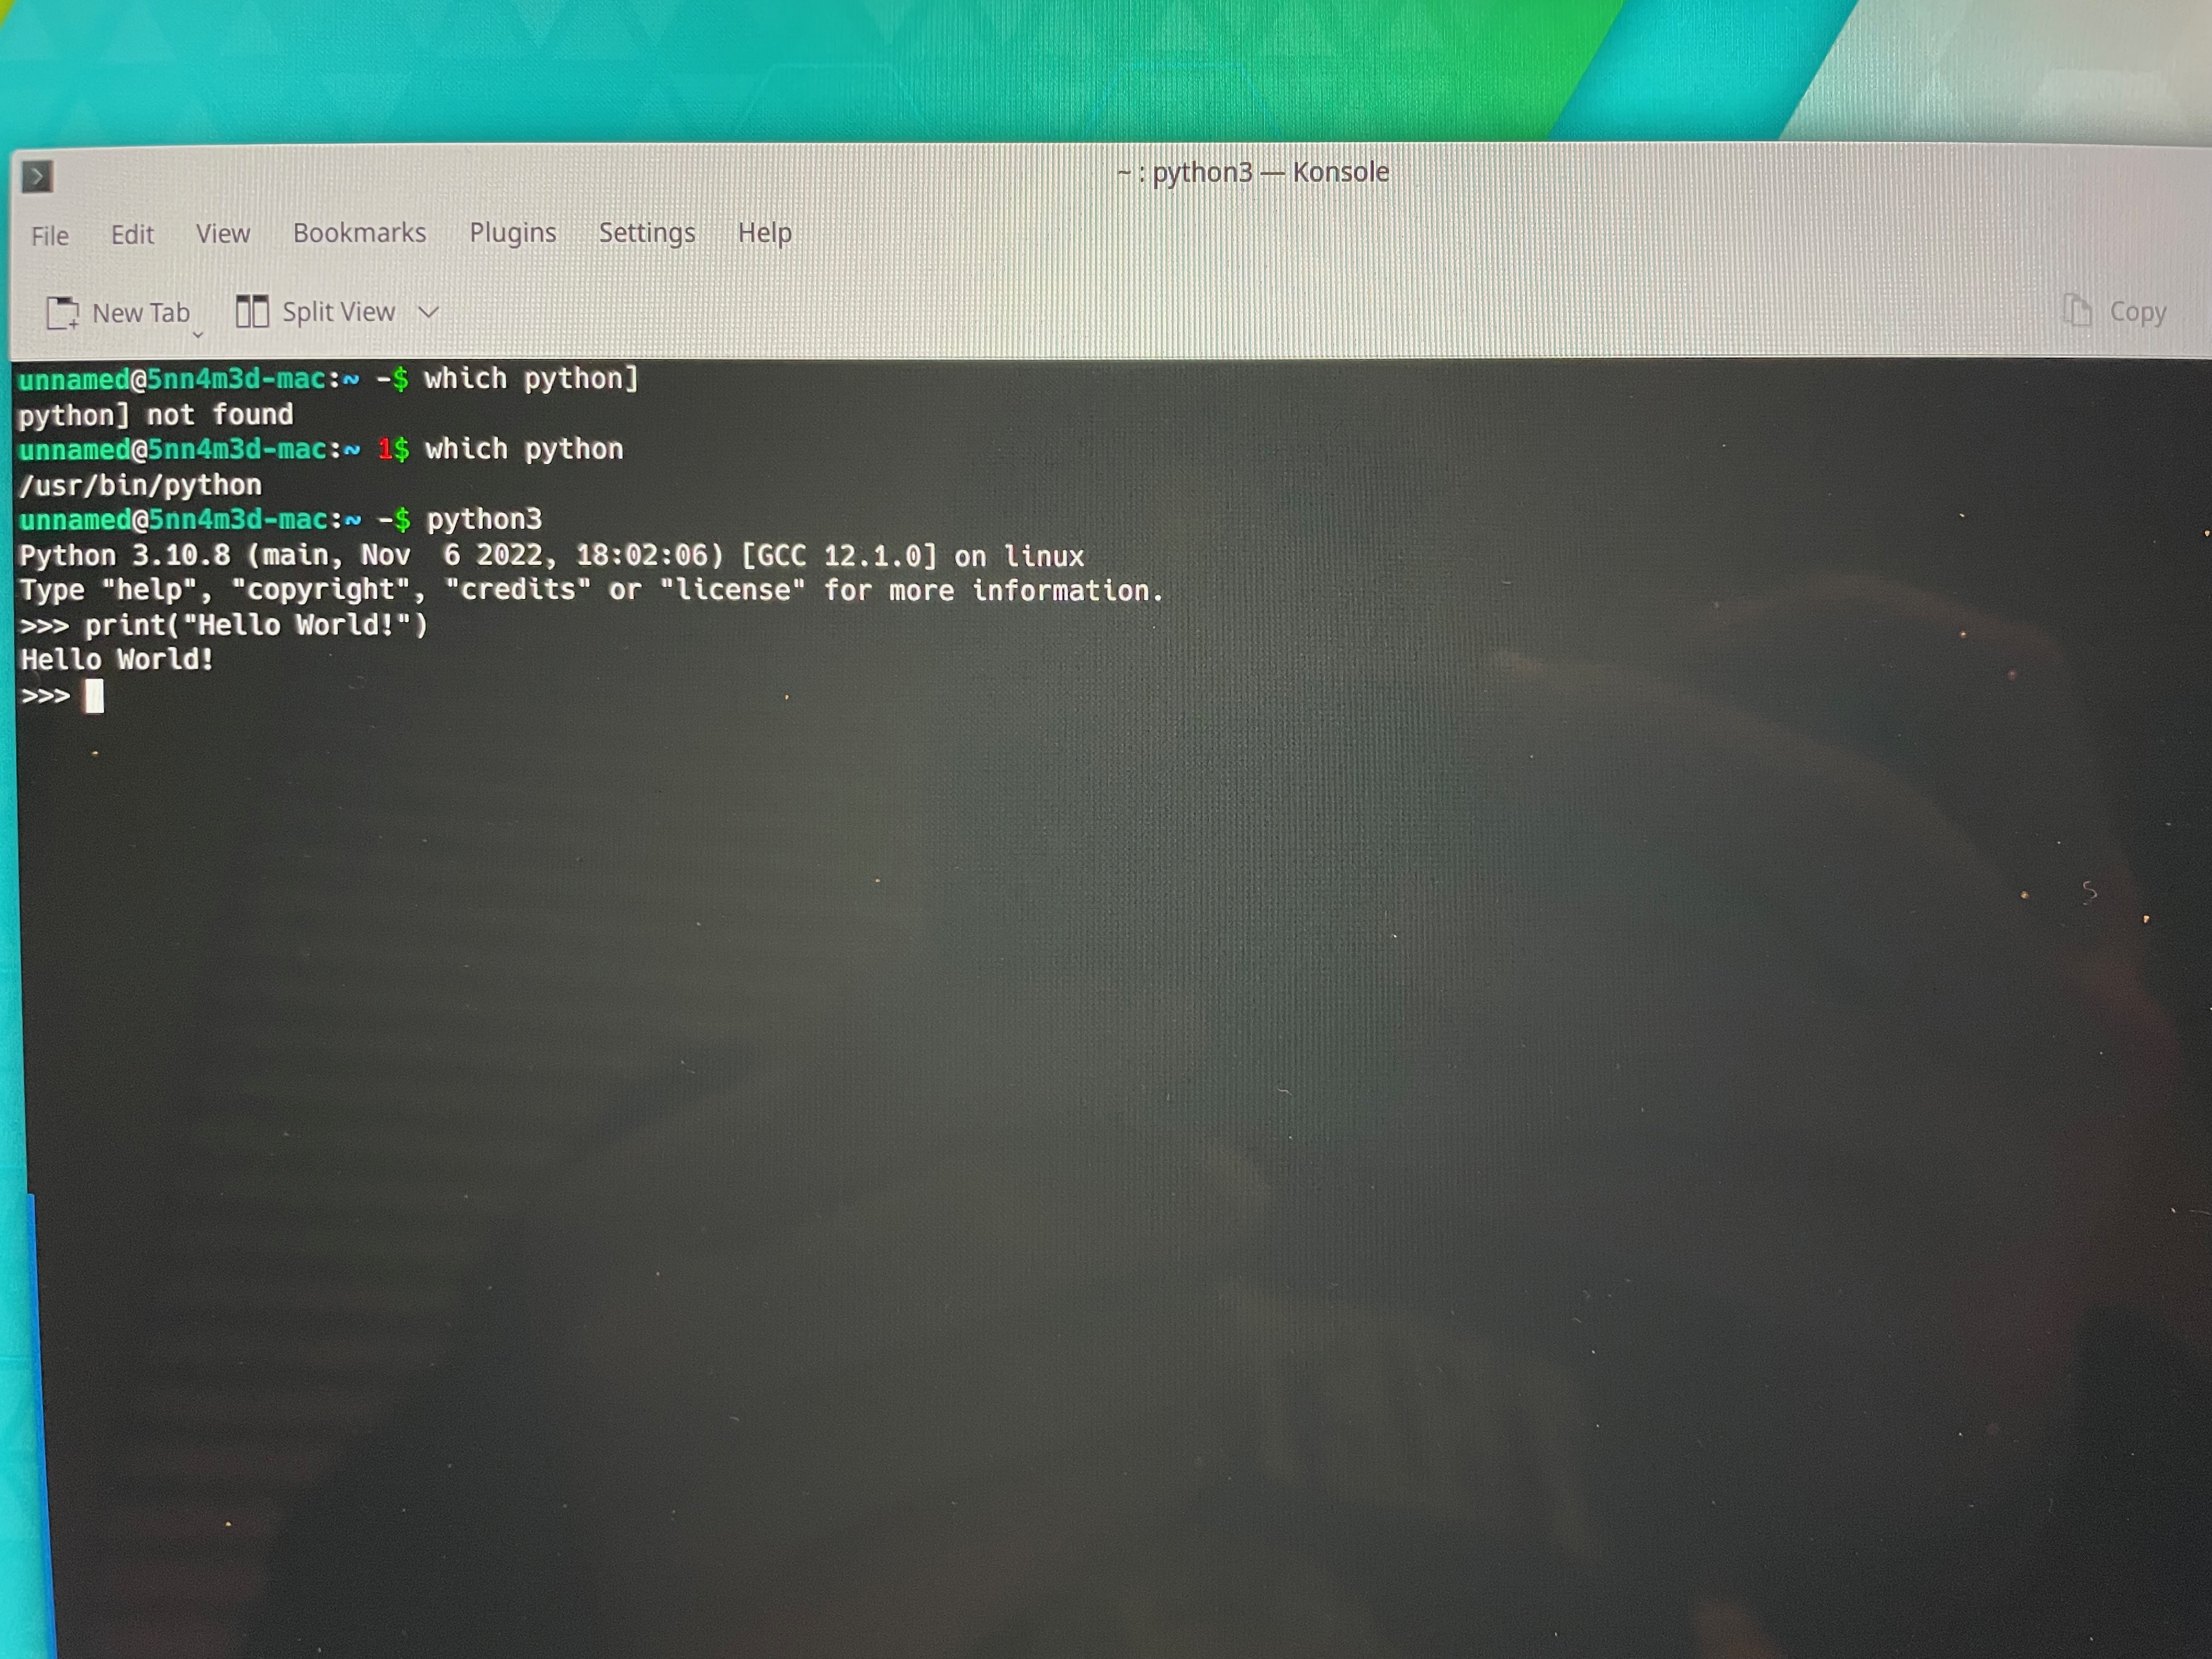 ~ : python3 — Konsole
File Edit View Bookmarks Plugins Settings Help
New Tab Split View Copy
unnamed@5nn4m3d-mac:~ -$ which python]
python] not found
unnamed@5nn4m3d-mac:~ 1$ which python
/usr/bin/python
unnamed@5nn4m3d-mac:~ -$ python3
Python 3.10.8 (main, Nov  6 2022, 18:02:06) [GCC 12.1.0] on linux
Type "help", "copyright", "credits" or "license" for more information.
>>> print("Hello World!")
Hello World!
>>>